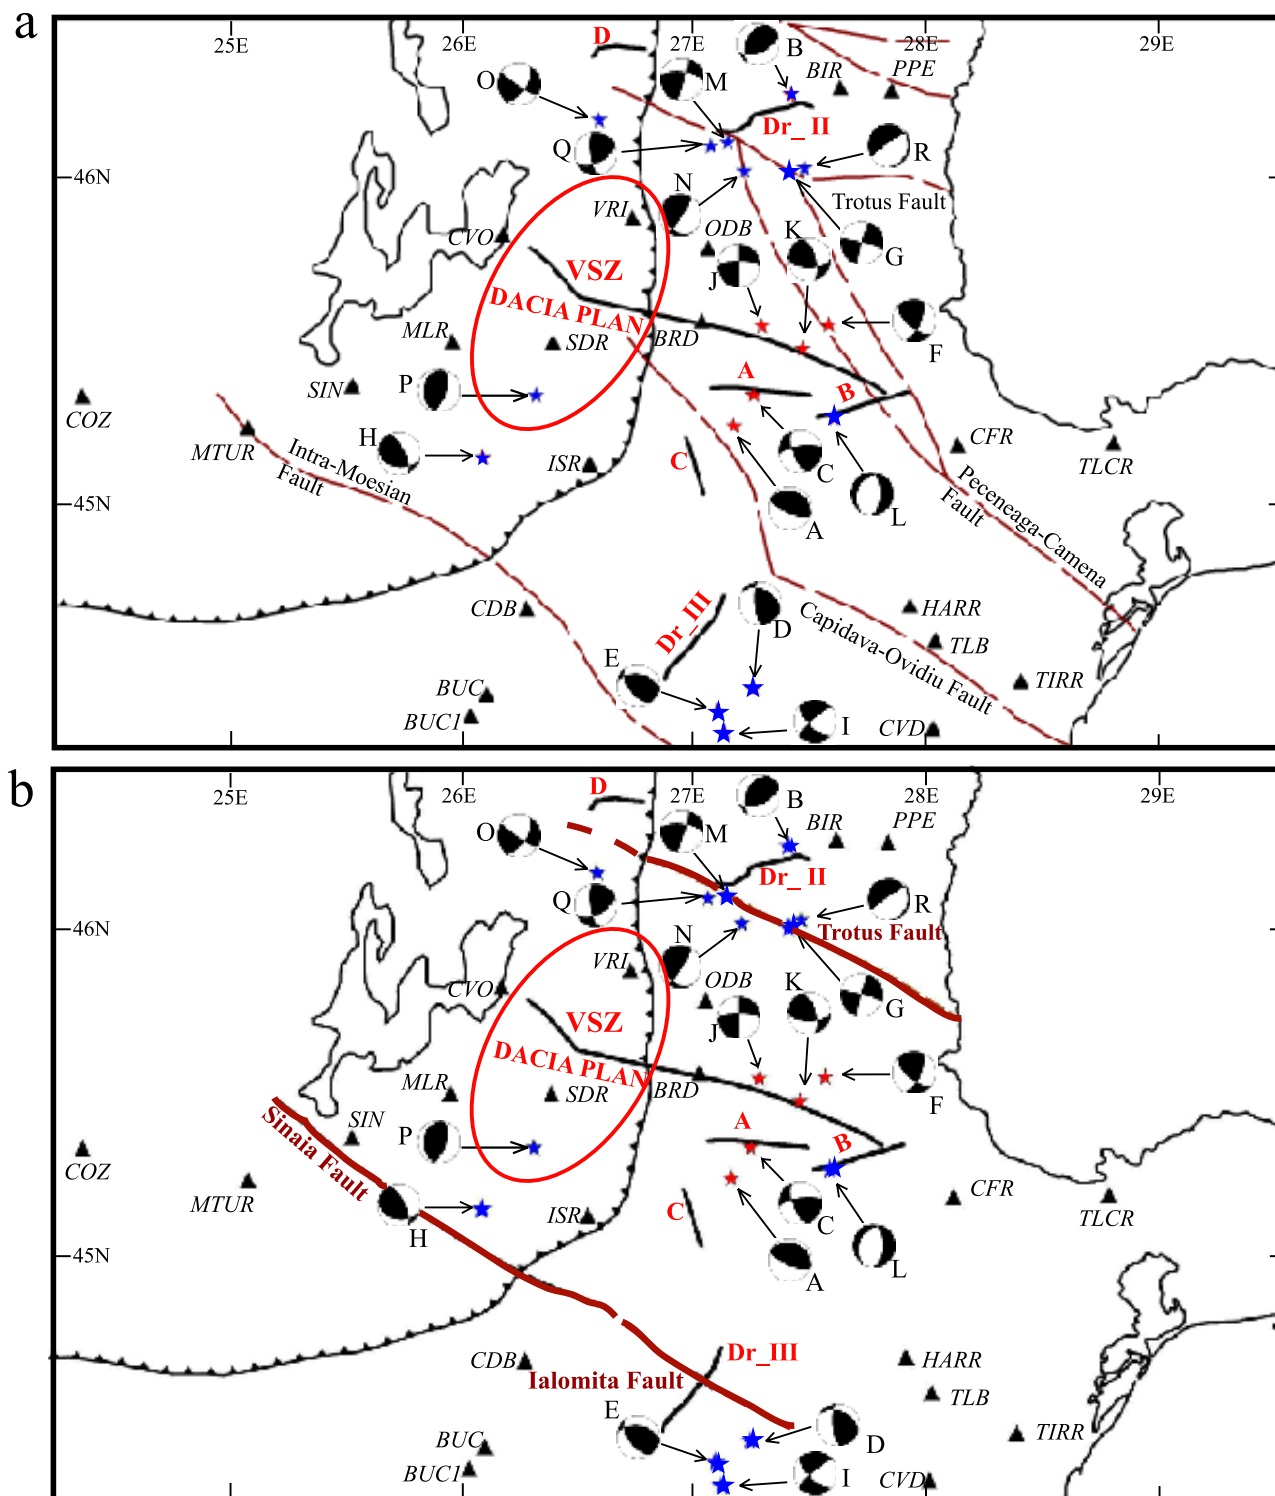 a
25E
26E
27E
28E
29E
D
B
BIR
PPE
O
M
Dr_ II
Q
R
46N
N
Trotus Fault
VRI
CVO
ODB
K
G
J
VSZ
DACIA PLAN
MLR
SDR
BRD
F
A
B
P
SIN
COZ
MTUR
H
Intra-Moesian
Fault
ISR
C
C
CFR
TLCR
L
A
45N
Peceneaga-Camena
Fault
CDB
Dr_III
D
HARR
TLB
Capidava-Ovidiu Fault
E
BUC
BUC1
I
TIRR
CVD
b
25E
26E
27E
28E
29E
D
B
BIR
PPE
O
M
Dr_ II
Q
R
46N
N
Trotus Fault
VRI
CVO
ODB
K
G
J
VSZ
DACIA PLAN
MLR
SDR
BRD
F
A
B
P
SIN
Sinaia Fault
COZ
MTUR
H
ISR
C
C
CFR
TLCR
L
A
45N
CDB
Dr_III
Ialomita Fault
HARR
TLB
E
D
BUC
BUC1
I
TIRR
CVD